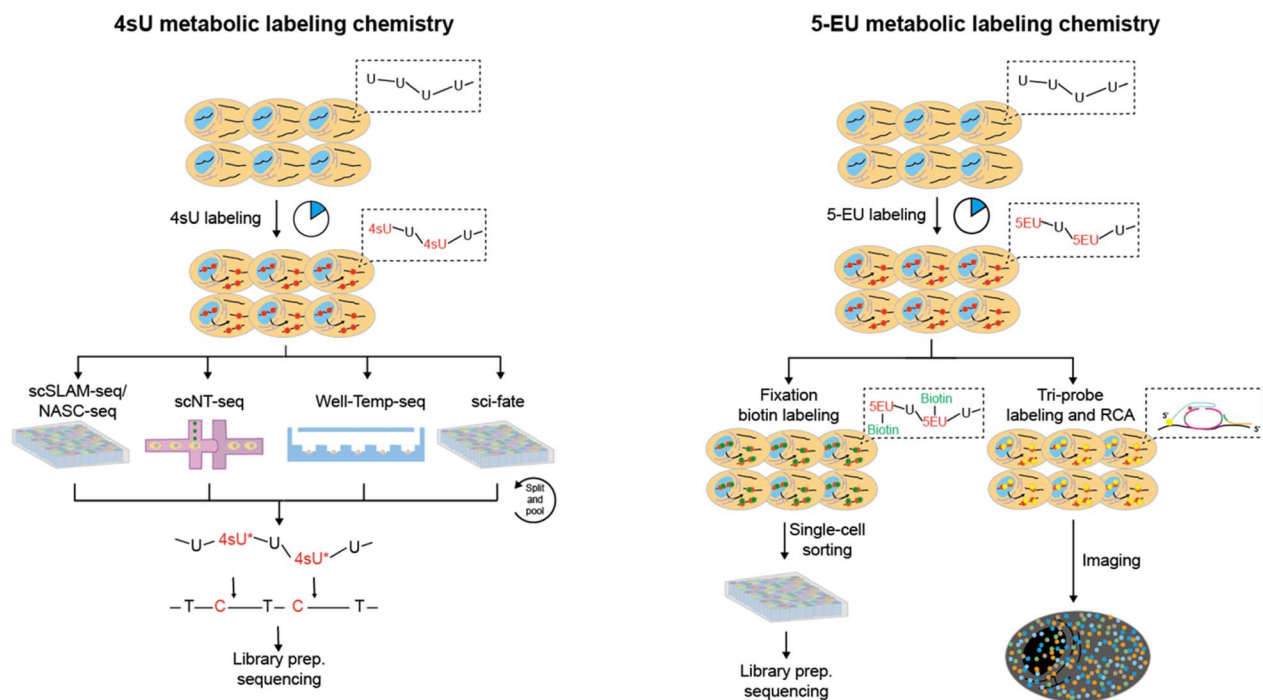 4sU metabolic labeling chemistry
U U U U
4sU labeling
4sU U 4sU U
scSLAM-seq/
NASC-seq
scNT-seq
Well-Temp-seq
sci-fate
Split
and
pool
U 4sU* U 4sU* U
T C T C T
Library prep.
sequencing
5-EU metabolic labeling chemistry
U U U U
5-EU labeling
5EU U 5EU U
Fixation
biotin labeling
Biotin
5EU U 5EU U
Biotin
Tri-probe
labeling and RCA
5'
5'
Single-cell
sorting
Library prep.
sequencing
Imaging